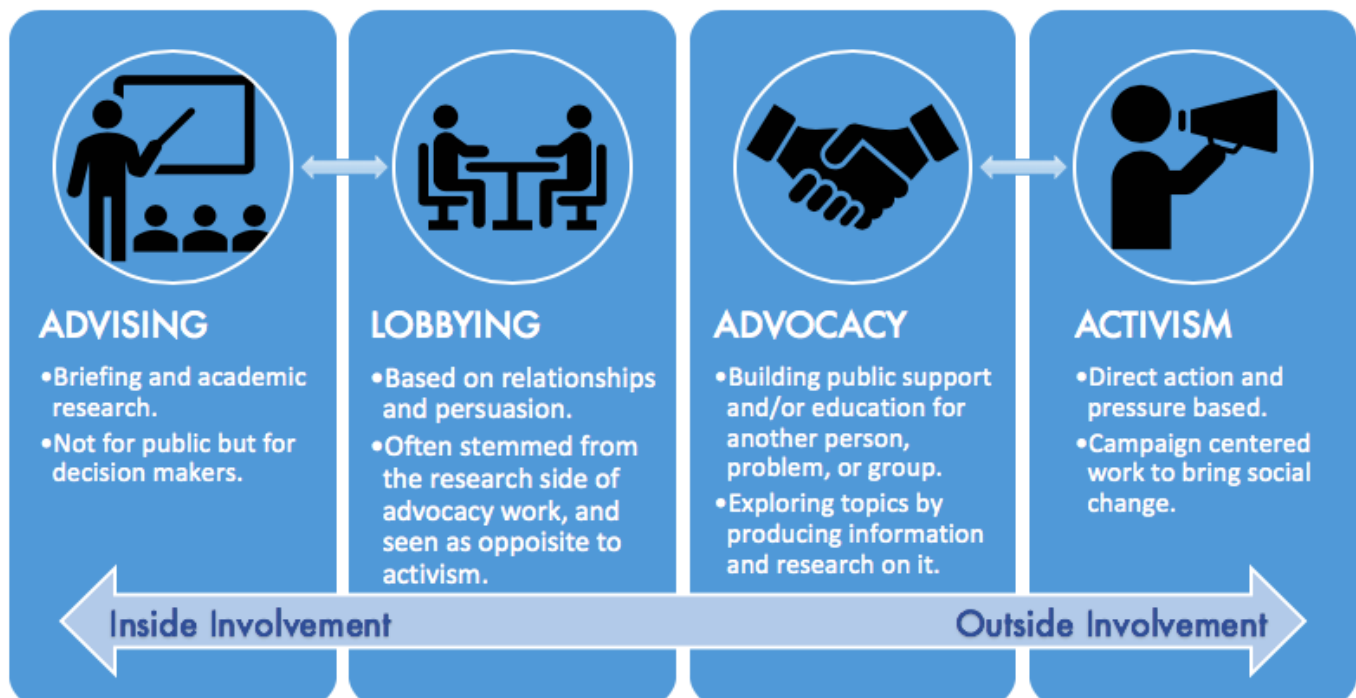 ADVISING
•Briefing and academic
research.
•Not for public but for
decision makers.
LOBBYING
•Based on relationships
and persuasion.
•Often stemmed from
the research side of
advocacy work, and
seen as oppoisite to
activism.
ADVOCACY
•Building public support
and/or education for
another person,
problem, or group.
•Exploring topics by
producing information
and research on it.
ACTIVISM
•Direct action and
pressure based.
•Campaign centered
work to bring social
change.
Inside Involvement
Outside Involvement